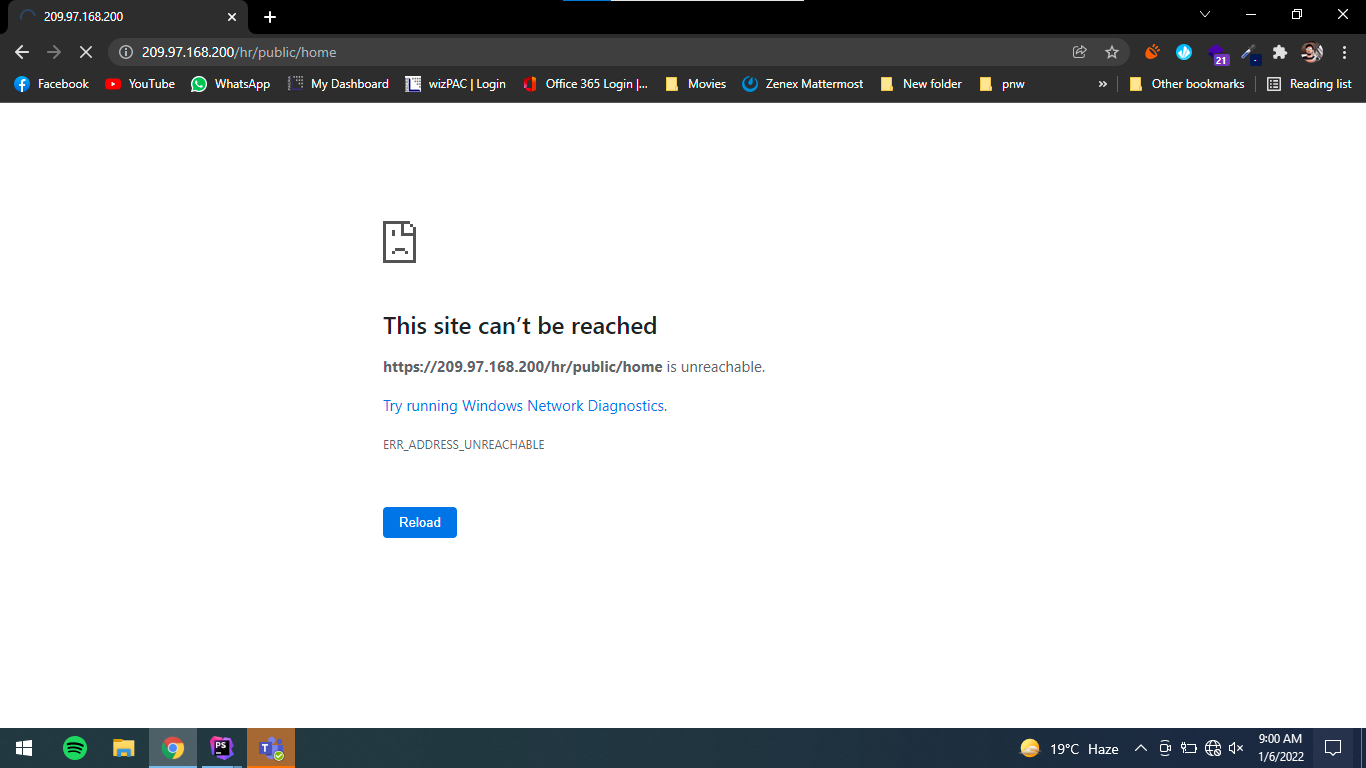 209.97.168.200
209.97.168.200/hr/public/home
21
Facebook YouTube WhatsApp My Dashboard wizPAC | Login Office 365 Login |... Movies Zenex Mattermost New folder pnw » Other bookmarks Reading list
This site can’t be reached
https://209.97.168.200/hr/public/home is unreachable.
Try running Windows Network Diagnostics.
ERR_ADDRESS_UNREACHABLE
Reload
PS
T
19°C Haze
9:00 AM
1/6/2022